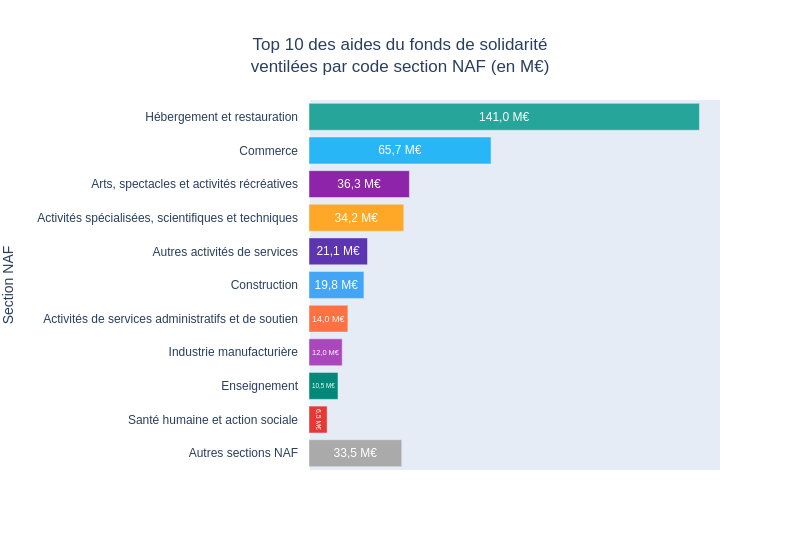 Top 10 des aides du fonds de solidarité
ventilées par code section NAF (en M€)
Section NAF
Hébergement et restauration 141,0 M€
Commerce 65,7 M€
Arts, spectacles et activités récréatives 36,3 M€
Activités spécialisées, scientifiques et techniques 34,2 M€
Autres activités de services 21,1 M€
Construction 19,8 M€
Activités de services administratifs et de soutien 14,0 M€
Industrie manufacturière 12,0 M€
Enseignement 10,5 M€
Santé humaine et action sociale 6,5 M€
Autres sections NAF 33,5 M€